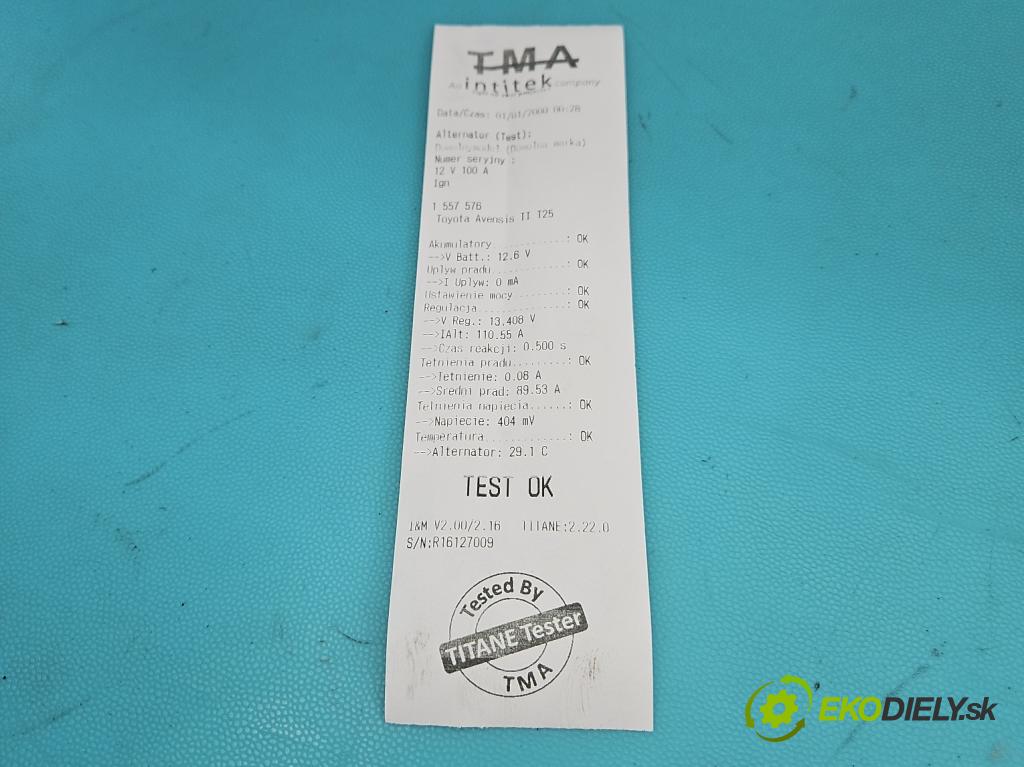 TMA
An intitek company
Data/Czas: 01/01/2000 00:28
Alternator (Test):
Dowolnymodel (Dowolna marka)
Numer seryjny :
12 V 100 A
Ign
1 557 576
Toyota Avensis II T25
Akumulatory............: OK
-->V Batt.: 12.6 V
Uplyw pradu............: OK
-->I Uplyw: 0 mA
Ustawienie mocy........: OK
Regulacja..............: OK
-->V Reg.: 13.408 V
-->IAlt: 110.55 A
-->Czas reakcji: 0.500 s
Tetnienia pradu.........: OK
-->Tetnienie: 0.08 A
-->Sredni prad: 89.53 A
Tetnienia napiecia......: OK
-->Napiecie: 404 mV
Temperatura.............: OK
-->Alternator: 29.1 C
TEST OK
I&M V2.00/2.16 TITANE:2.22.0
S/N:R16127009
Tested By
TITANE Tester
TMA
EKODIELY.sk